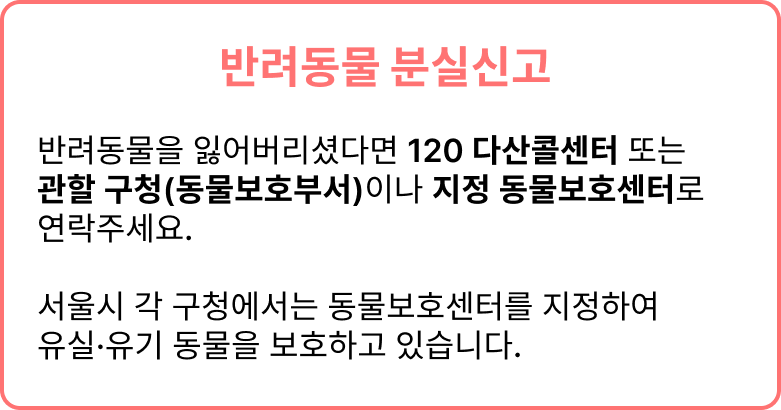 반려동물 분실신고
반려동물을 잃어버리셨다면 120 다산콜센터 또는
관할 구청(동물보호부서)이나 지정 동물보호센터로
연락주세요.
서울시 각 구청에서는 동물보호센터를 지정하여
유실·유기 동물을 보호하고 있습니다.